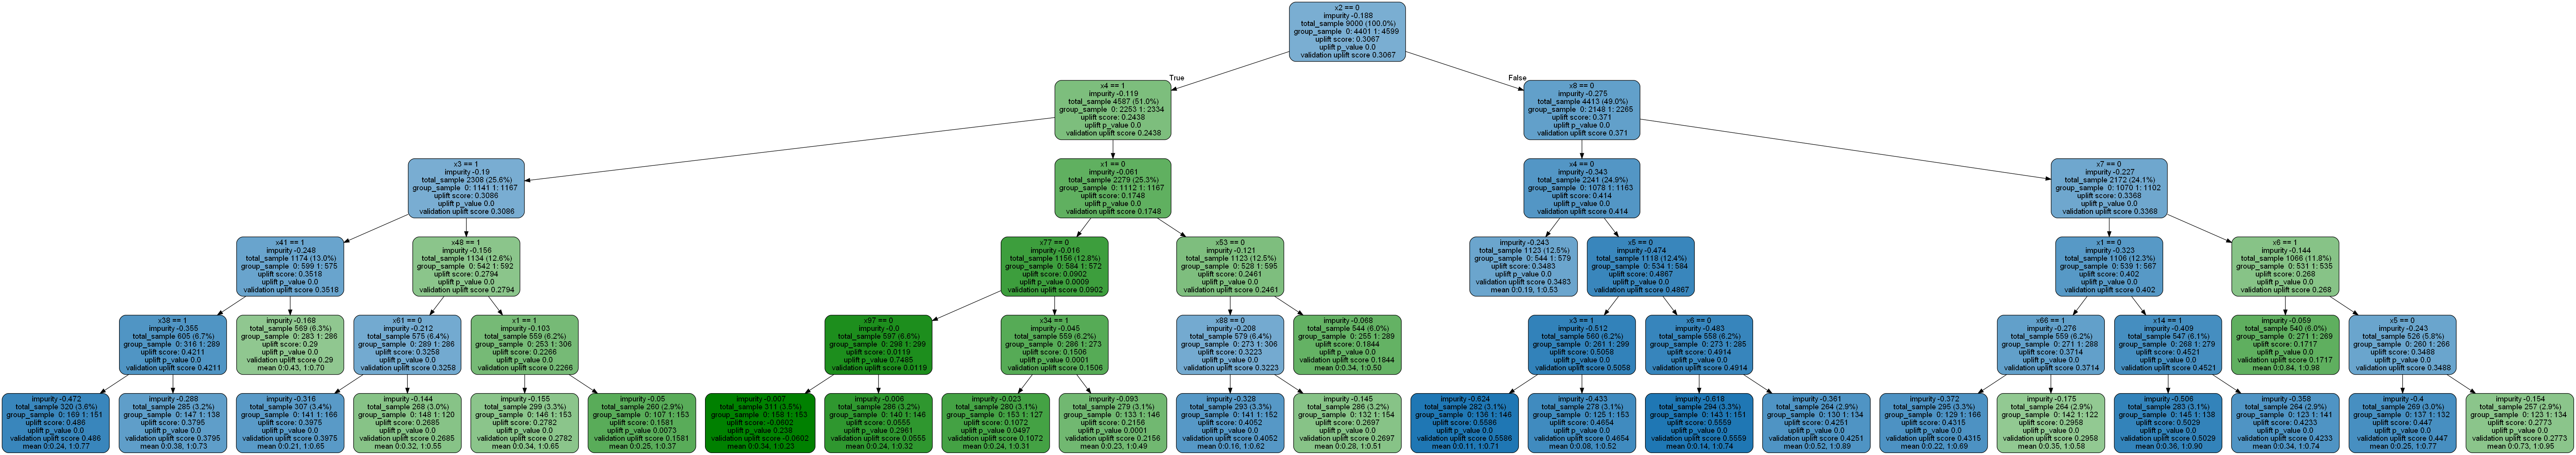 x2 == 0
impurity -0.188
total_sample 9000 (100.0%)
group_sample 0: 4401 1: 4599
uplift score: 0.3067
uplift p_value 0.0
validation uplift score 0.3067
True
False
x4 == 1
impurity -0.119
total_sample 4587 (51.0%)
group_sample 0: 2253 1: 2334
uplift score: 0.2438
uplift p_value 0.0
validation uplift score 0.2438
x8 == 0
impurity -0.275
total_sample 4413 (49.0%)
group_sample 0: 2148 1: 2265
uplift score: 0.371
uplift p_value 0.0
validation uplift score 0.371
x3 == 1
impurity -0.19
total_sample 2308 (25.6%)
group_sample 0: 1141 1: 1167
uplift score: 0.3086
uplift p_value 0.0
validation uplift score 0.3086
x1 == 0
impurity -0.061
total_sample 2279 (25.3%)
group_sample 0: 1112 1: 1167
uplift score: 0.1748
uplift p_value 0.0
validation uplift score 0.1748
x4 == 0
impurity -0.343
total_sample 2241 (24.9%)
group_sample 0: 1078 1: 1163
uplift score: 0.414
uplift p_value 0.0
validation uplift score 0.414
x7 == 0
impurity -0.227
total_sample 2172 (24.1%)
group_sample 0: 1070 1: 1102
uplift score: 0.3368
uplift p_value 0.0
validation uplift score 0.3368
x41 == 1
impurity -0.248
total_sample 1174 (13.0%)
group_sample 0: 599 1: 575
uplift score: 0.3518
uplift p_value 0.0
validation uplift score 0.3518
x48 == 1
impurity -0.156
total_sample 1134 (12.6%)
group_sample 0: 542 1: 592
uplift score: 0.2794
uplift p_value 0.0
validation uplift score 0.2794
x77 == 0
impurity -0.016
total_sample 1156 (12.8%)
group_sample 0: 584 1: 572
uplift score: 0.0902
uplift p_value 0.0009
validation uplift score 0.0902
x53 == 0
impurity -0.121
total_sample 1123 (12.5%)
group_sample 0: 528 1: 595
uplift score: 0.2461
uplift p_value 0.0
validation uplift score 0.2461
impurity -0.243
total_sample 1123 (12.5%)
group_sample 0: 544 1: 579
uplift score: 0.3483
uplift p_value 0.0
validation uplift score 0.3483
mean 0:0.19, 1:0.53
x5 == 0
impurity -0.474
total_sample 1118 (12.4%)
group_sample 0: 534 1: 584
uplift score: 0.4867
uplift p_value 0.0
validation uplift score 0.4867
x1 == 0
impurity -0.323
total_sample 1106 (12.3%)
group_sample 0: 539 1: 567
uplift score: 0.402
uplift p_value 0.0
validation uplift score 0.402
x6 == 1
impurity -0.144
total_sample 1066 (11.8%)
group_sample 0: 531 1: 535
uplift score: 0.268
uplift p_value 0.0
validation uplift score 0.268
x38 == 1
impurity -0.355
total_sample 605 (6.7%)
group_sample 0: 316 1: 289
uplift score: 0.4211
uplift p_value 0.0
validation uplift score 0.4211
impurity -0.168
total_sample 569 (6.3%)
group_sample 0: 283 1: 286
uplift score: 0.29
uplift p_value 0.0
validation uplift score 0.29
mean 0:0.43, 1:0.70
x61 == 0
impurity -0.212
total_sample 575 (6.4%)
group_sample 0: 289 1: 286
uplift score: 0.3258
uplift p_value 0.0
validation uplift score 0.3258
x1 == 1
impurity -0.103
total_sample 559 (6.2%)
group_sample 0: 253 1: 306
uplift score: 0.2266
uplift p_value 0.0
validation uplift score 0.2266
x97 == 0
impurity -0.0
total_sample 597 (6.6%)
group_sample 0: 298 1: 299
uplift score: 0.0119
uplift p_value 0.7485
validation uplift score 0.0119
x34 == 1
impurity -0.045
total_sample 559 (6.2%)
group_sample 0: 286 1: 273
uplift score: 0.1506
uplift p_value 0.0001
validation uplift score 0.1506
x88 == 0
impurity -0.208
total_sample 579 (6.4%)
group_sample 0: 273 1: 306
uplift score: 0.3223
uplift p_value 0.0
validation uplift score 0.3223
impurity -0.068
total_sample 544 (6.0%)
group_sample 0: 255 1: 289
uplift score: 0.1844
uplift p_value 0.0
validation uplift score 0.1844
mean 0:0.34, 1:0.50
x3 == 1
impurity -0.512
total_sample 560 (6.2%)
group_sample 0: 261 1: 299
uplift score: 0.5058
uplift p_value 0.0
validation uplift score 0.5058
x6 == 0
impurity -0.483
total_sample 558 (6.2%)
group_sample 0: 273 1: 285
uplift score: 0.4914
uplift p_value 0.0
validation uplift score 0.4914
x66 == 1
impurity -0.276
total_sample 559 (6.2%)
group_sample 0: 271 1: 288
uplift score: 0.3714
uplift p_value 0.0
validation uplift score 0.3714
x14 == 1
impurity -0.409
total_sample 547 (6.1%)
group_sample 0: 268 1: 279
uplift score: 0.4521
uplift p_value 0.0
validation uplift score 0.4521
impurity -0.059
total_sample 540 (6.0%)
group_sample 0: 271 1: 269
uplift score: 0.1717
uplift p_value 0.0
validation uplift score 0.1717
mean 0:0.84, 1:0.98
x5 == 0
impurity -0.243
total_sample 526 (5.8%)
group_sample 0: 260 1: 266
uplift score: 0.3488
uplift p_value 0.0
validation uplift score 0.3488
impurity -0.472
total_sample 320 (3.6%)
group_sample 0: 169 1: 151
uplift score: 0.486
uplift p_value 0.0
validation uplift score 0.486
mean 0:0.24, 1:0.77
impurity -0.288
total_sample 285 (3.2%)
group_sample 0: 147 1: 138
uplift score: 0.3795
uplift p_value 0.0
validation uplift score 0.3795
mean 0:0.38, 1:0.73
impurity -0.316
total_sample 307 (3.4%)
group_sample 0: 141 1: 166
uplift score: 0.3975
uplift p_value 0.0
validation uplift score 0.3975
mean 0:0.21, 1:0.65
impurity -0.144
total_sample 268 (3.0%)
group_sample 0: 148 1: 120
uplift score: 0.2685
uplift p_value 0.0
validation uplift score 0.2685
mean 0:0.32, 1:0.55
impurity -0.155
total_sample 299 (3.3%)
group_sample 0: 146 1: 153
uplift score: 0.2782
uplift p_value 0.0
validation uplift score 0.2782
mean 0:0.34, 1:0.65
impurity -0.05
total_sample 260 (2.9%)
group_sample 0: 107 1: 153
uplift score: 0.1581
uplift p_value 0.0073
validation uplift score 0.1581
mean 0:0.25, 1:0.37
impurity -0.007
total_sample 311 (3.5%)
group_sample 0: 158 1: 153
uplift score: -0.0602
uplift p_value 0.238
validation uplift score -0.0602
mean 0:0.34, 1:0.23
impurity -0.006
total_sample 286 (3.2%)
group_sample 0: 140 1: 146
uplift score: 0.0555
uplift p_value 0.2961
validation uplift score 0.0555
mean 0:0.24, 1:0.32
impurity -0.023
total_sample 280 (3.1%)
group_sample 0: 153 1: 127
uplift score: 0.1072
uplift p_value 0.0497
validation uplift score 0.1072
mean 0:0.24, 1:0.31
impurity -0.093
total_sample 279 (3.1%)
group_sample 0: 133 1: 146
uplift score: 0.2156
uplift p_value 0.0001
validation uplift score 0.2156
mean 0:0.23, 1:0.49
impurity -0.328
total_sample 293 (3.3%)
group_sample 0: 141 1: 152
uplift score: 0.4052
uplift p_value 0.0
validation uplift score 0.4052
mean 0:0.16, 1:0.62
impurity -0.145
total_sample 286 (3.2%)
group_sample 0: 132 1: 154
uplift score: 0.2697
uplift p_value 0.0
validation uplift score 0.2697
mean 0:0.28, 1:0.51
impurity -0.624
total_sample 282 (3.1%)
group_sample 0: 136 1: 146
uplift score: 0.5586
uplift p_value 0.0
validation uplift score 0.5586
mean 0:0.11, 1:0.71
impurity -0.433
total_sample 278 (3.1%)
group_sample 0: 125 1: 153
uplift score: 0.4654
uplift p_value 0.0
validation uplift score 0.4654
mean 0:0.08, 1:0.52
impurity -0.618
total_sample 294 (3.3%)
group_sample 0: 143 1: 151
uplift score: 0.5559
uplift p_value 0.0
validation uplift score 0.5559
mean 0:0.14, 1:0.74
impurity -0.361
total_sample 264 (2.9%)
group_sample 0: 130 1: 134
uplift score: 0.4251
uplift p_value 0.0
validation uplift score 0.4251
mean 0:0.52, 1:0.89
impurity -0.372
total_sample 295 (3.3%)
group_sample 0: 129 1: 166
uplift score: 0.4315
uplift p_value 0.0
validation uplift score 0.4315
mean 0:0.22, 1:0.69
impurity -0.175
total_sample 264 (2.9%)
group_sample 0: 142 1: 122
uplift score: 0.2958
uplift p_value 0.0
validation uplift score 0.2958
mean 0:0.35, 1:0.58
impurity -0.506
total_sample 283 (3.1%)
group_sample 0: 145 1: 138
uplift score: 0.5029
uplift p_value 0.0
validation uplift score 0.5029
mean 0:0.36, 1:0.90
impurity -0.358
total_sample 264 (2.9%)
group_sample 0: 123 1: 141
uplift score: 0.4233
uplift p_value 0.0
validation uplift score 0.4233
mean 0:0.34, 1:0.74
impurity -0.4
total_sample 269 (3.0%)
group_sample 0: 137 1: 132
uplift score: 0.447
uplift p_value 0.0
validation uplift score 0.447
mean 0:0.25, 1:0.77
impurity -0.154
total_sample 257 (2.9%)
group_sample 0: 123 1: 134
uplift score: 0.2773
uplift p_value 0.0
validation uplift score 0.2773
mean 0:0.73, 1:0.95